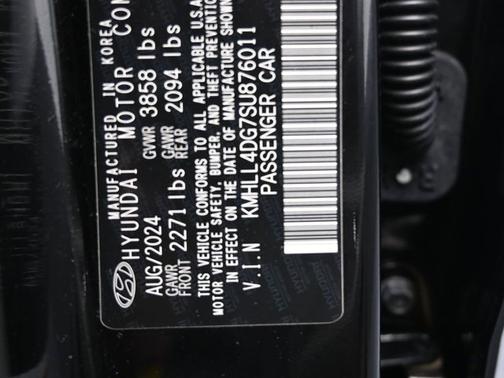 MANUFACTURED IN KOREA
HYUNDAI MOTOR CO
AUG/2024 GVWR 3858 lbs
GAWR FRONT 2271 lbs GAWR REAR 2094 lbs
THIS VEHICLE CONFORMS TO ALL APPLICABLE U.S.A
MOTOR VEHICLE SAFETY, BUMPER, AND THEFT PREVENTION
IN EFFECT ON THE DATE OF MANUFACTURE
V.I.N KMHLL4DG7SU876011
PASSENGER CAR